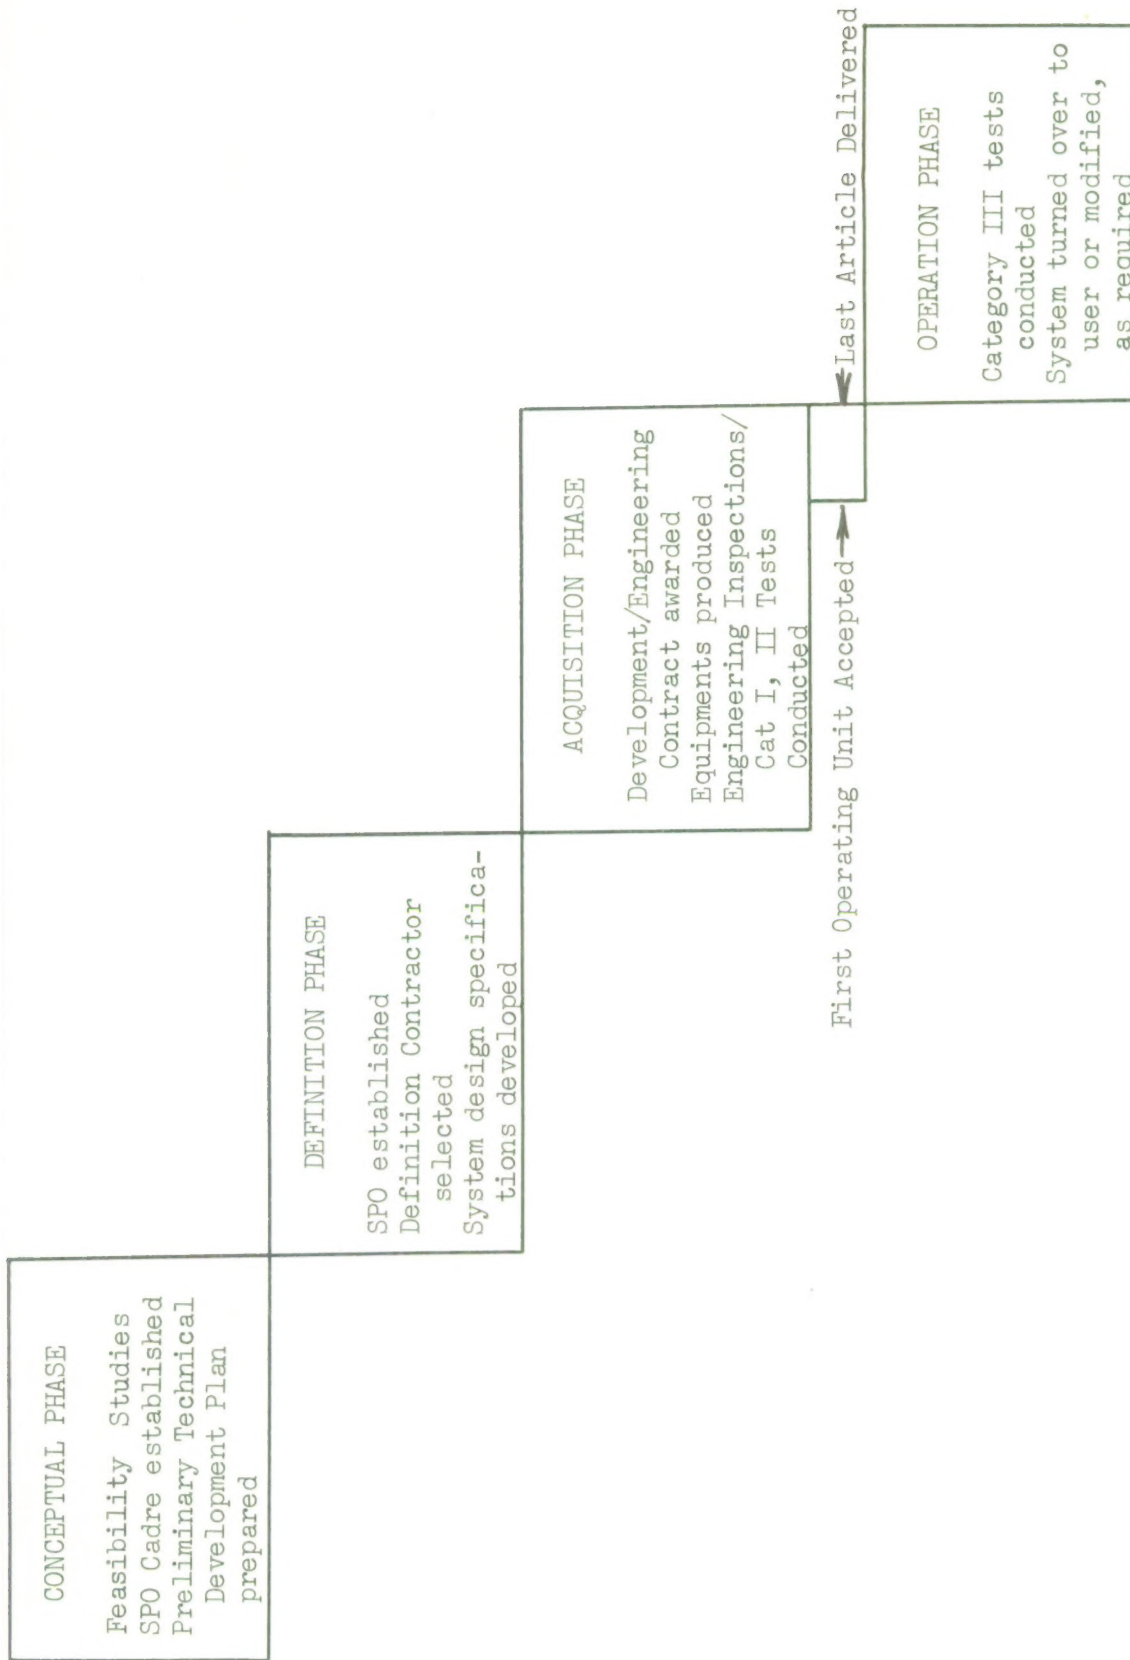 CONCEPTUAL PHASE
Feasibility Studies
SPO Cadre established
Preliminary Technical
Development Plan
prepared
DEFINITION PHASE
SPO established
Definition Contractor
selected
System design specifica-
tions developed
ACQUISITION PHASE
Development/Engineering
Contract awarded
Equipments produced
Engineering Inspections/
Cat I, II Tests
Conducted
First Operating Unit Accepted
Last Article Delivered
OPERATION PHASE
Category III tests
conducted
System turned over to
user or modified,
as required